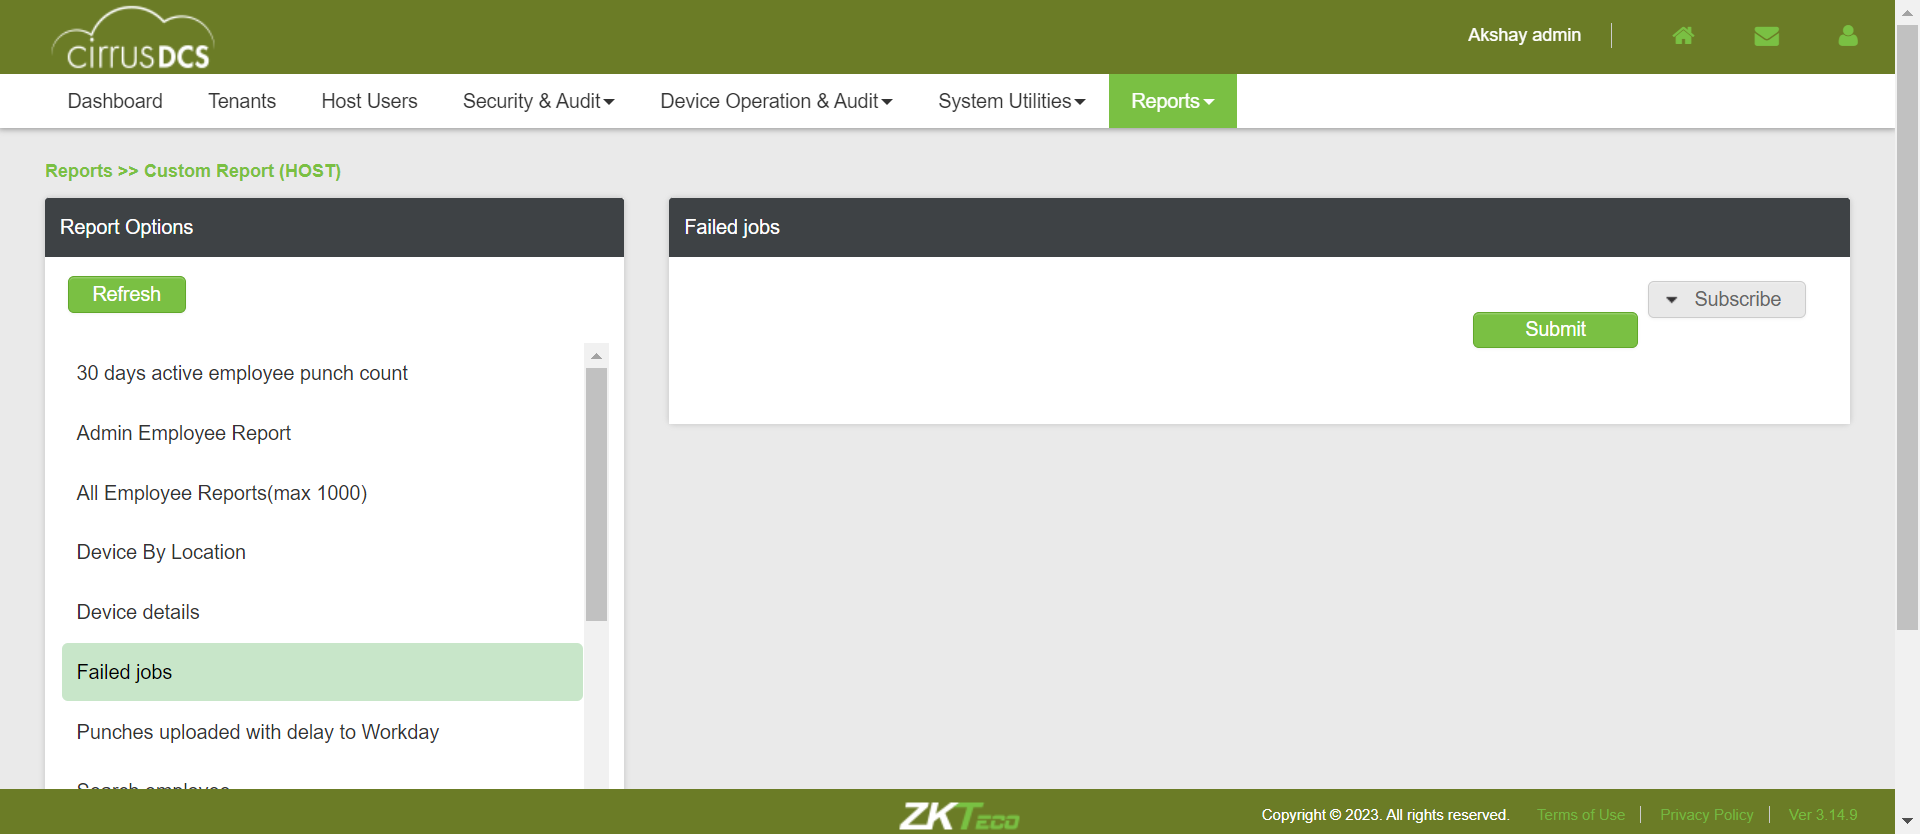 cirrusDCS
Akshay admin
Dashboard Tenants Host Users Security & Audit Device Operation & Audit System Utilities Reports
Reports >> Custom Report (HOST)
Report Options
Refresh
30 days active employee punch count
Admin Employee Report
All Employee Reports(max 1000)
Device By Location
Device details
Failed jobs
Punches uploaded with delay to Workday
Search employee
Failed jobs
Subscribe
Submit
ZKTeco
Copyright © 2023. All rights reserved. Terms of Use Privacy Policy Ver 3.14.9